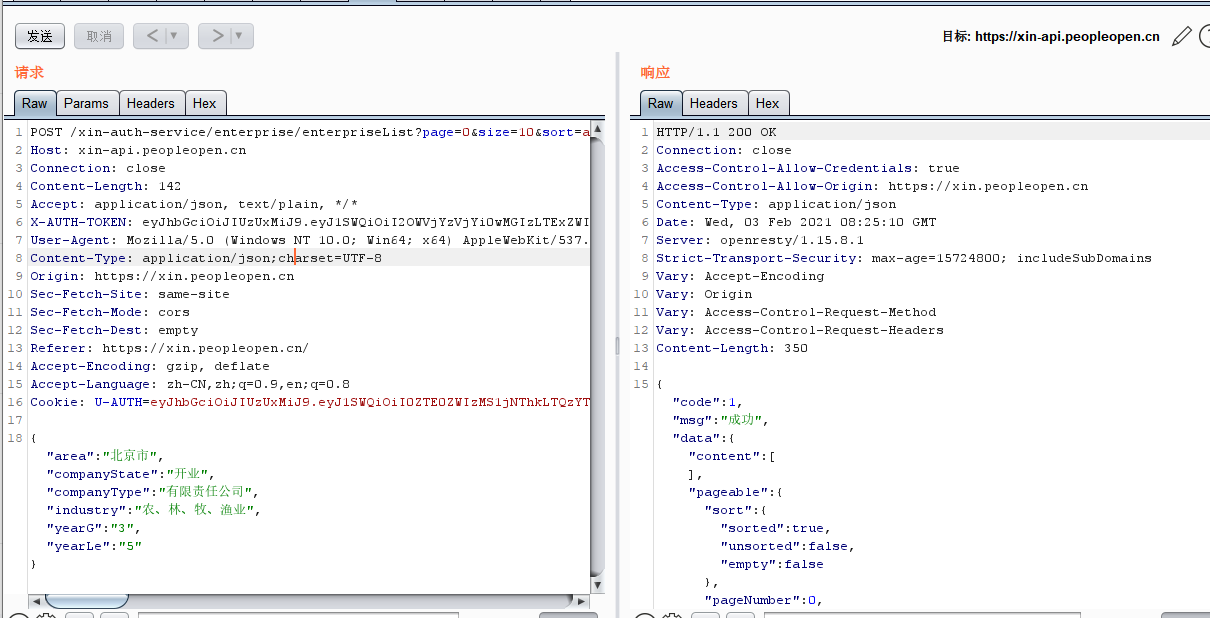 发送 取消 < >
目标: https://xin-api.peopleopen.cn
请求
Raw Params Headers Hex
1 POST /xin-auth-service/enterprise/enterpriseList?page=0&size=10&sort=a
2 Host: xin-api.peopleopen.cn
3 Connection: close
4 Content-Length: 142
5 Accept: application/json, text/plain, */*
6 X-AUTH-TOKEN:
7 User-Agent: Mozilla/5.0 (Windows NT 10.0; Win64; x64) AppleWebKit/537.
8 Content-Type: application/json;charset=UTF-8
9 Origin: https://xin.peopleopen.cn
10 Sec-Fetch-Site: same-site
11 Sec-Fetch-Mode: cors
12 Sec-Fetch-Dest: empty
13 Referer: https://xin.peopleopen.cn/
14 Accept-Encoding: gzip, deflate
15 Accept-Language: zh-CN,zh;q=0.9,en;q=0.8
16 Cookie:
17
18 {
"area":"北京市",
"companyState":"开业",
"companyType":"有限责任公司",
"industry":"农、林、牧、渔业",
"yearG":"3",
"yearLe":"5"
}
响应
Raw Headers Hex
1 HTTP/1.1 200 OK
2 Connection: close
3 Access-Control-Allow-Credentials: true
4 Access-Control-Allow-Origin: https://xin.peopleopen.cn
5 Content-Type: application/json
6 Date: Wed, 03 Feb 2021 08:25:10 GMT
7 Server: openresty/1.15.8.1
8 Strict-Transport-Security: max-age=15724800; includeSubDomains
9 Vary: Accept-Encoding
10 Vary: Origin
11 Vary: Access-Control-Request-Method
12 Vary: Access-Control-Request-Headers
13 Content-Length: 350
14
15 {
"code":1,
"msg":"成功",
"data":{
"content":[
],
"pageable":{
"sort":{
"sorted":true,
"unsorted":false,
"empty":false
},
"pageNumber":0,